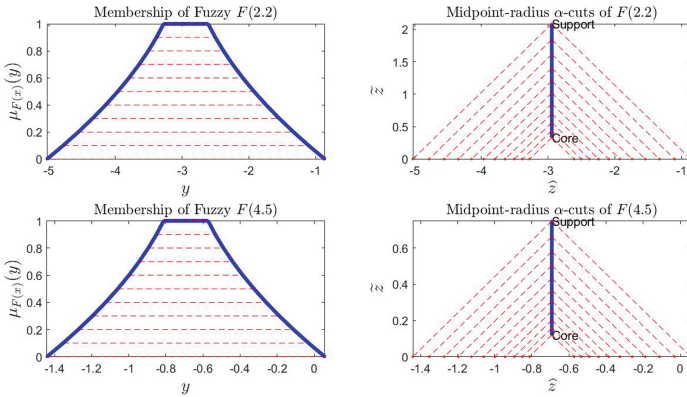 Membership of Fuzzy F(2.2)
μ_{F(x)}(y)
1
0.8
0.6
0.4
0.2
0
-5
-4
-3
-2
-1
y
Midpoint-radius α-cuts of F(2.2)
z̃
2
1.5
1
0.5
0
Support
Core
-5
-4
-3
-2
-1
ẑ
Membership of Fuzzy F(4.5)
μ_{F(x)}(y)
1
0.8
0.6
0.4
0.2
0
-1.4
-1.2
-1
-0.8
-0.6
-0.4
-0.2
0
y
Midpoint-radius α-cuts of F(4.5)
z̃
0.6
0.4
0.2
0
Support
Core
-1.4
-1.2
-1
-0.8
-0.6
-0.4
-0.2
0
ẑ